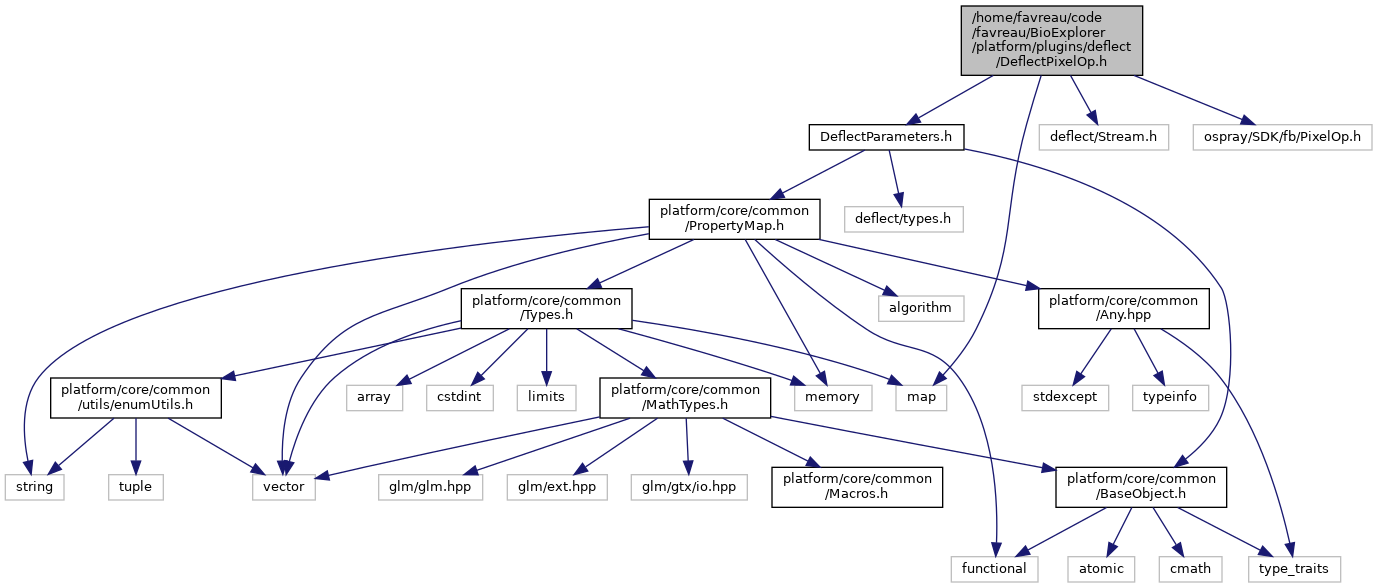 /home/favreau/code
/favreau/BioExplorer
/platform/plugins/deflect
/DeflectPixelOp.h
DeflectParameters.h
deflect/Stream.h
ospray/SDK/fb/PixelOp.h
platform/core/common
/PropertyMap.h
deflect/types.h
platform/core/common
/Types.h
algorithm
platform/core/common
/Any.hpp
platform/core/common
/utils/enumUtils.h
array
cstdint
limits
platform/core/common
/MathTypes.h
memory
map
stdexcept
typeinfo
string
tuple
vector
glm/glm.hpp
glm/ext.hpp
glm/gtx/io.hpp
platform/core/common
/Macros.h
platform/core/common
/BaseObject.h
functional
atomic
cmath
type_traits